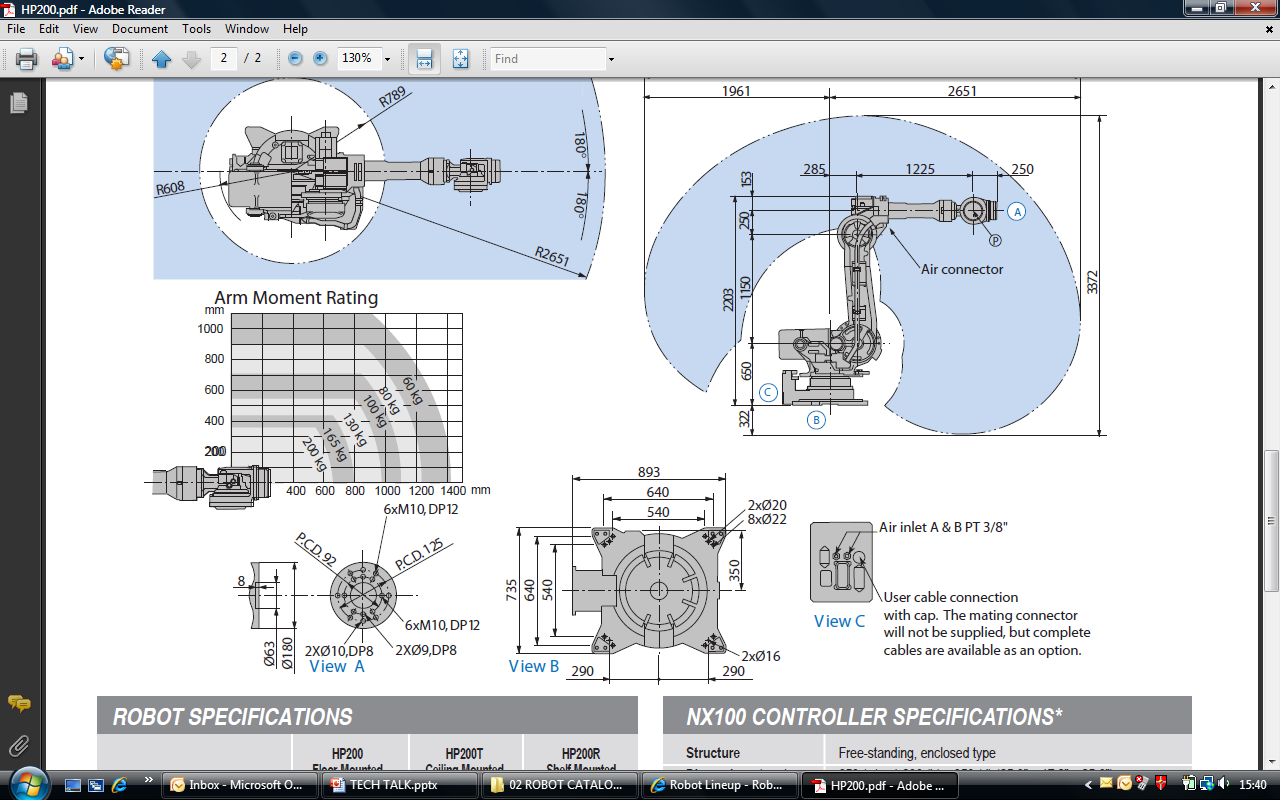 HP200.pdf - Adobe Reader
File Edit View Document Tools Window Help
2 / 2 130% Find
R789
180°
180°
R608
R2651
1961 2651
285 1225 250
153
250
1150
2203
650
322
3372
A
P
Air connector
C
B
Arm Moment Rating
mm
1000
800
600
400
200
400 600 800 1000 1200 1400 mm
60 kg
80 kg
100 kg
130 kg
165 kg
200 kg
6xM10, DP12
P.C.D. 92
P.C.D. 125
8
Ø63
Ø180
6xM10, DP12
2XØ10,DP8 2XØ9,DP8
View A
893
640
540
2xØ20
8xØ22
735
640
540
350
2xØ16
290 290
View B
Air inlet A & B PT 3/8"
User cable connection
with cap. The mating connector
will not be supplied, but complete
cables are available as an option.
View C
ROBOT SPECIFICATIONS
HP200 HP200T HP200R
Floor Mounted Ceiling Mounted Shelf Mounted
NX100 CONTROLLER SPECIFICATIONS*
Structure Free-standing, enclosed type
Inbox - Microsoft O... TECH TALK.pptx 02 ROBOT CATALO... Robot Lineup - Rob... HP200.pdf - Adobe ... 15:40